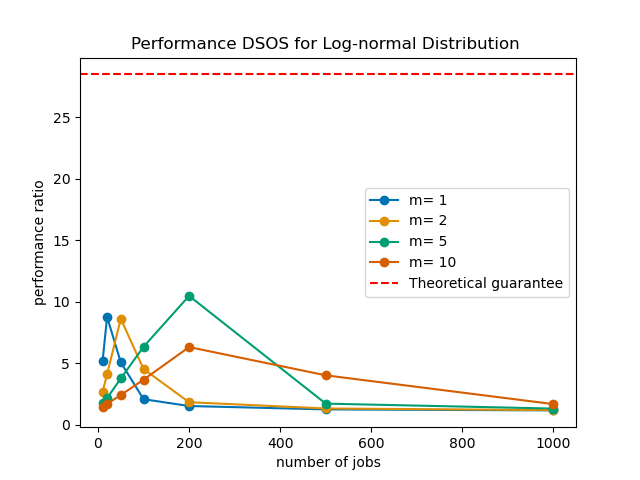 Performance DSOS for Log-normal Distribution
performance ratio
25
20
15
10
5
0
m= 1
m= 2
m= 5
m= 10
Theoretical guarantee
0 200 400 600 800 1000
number of jobs